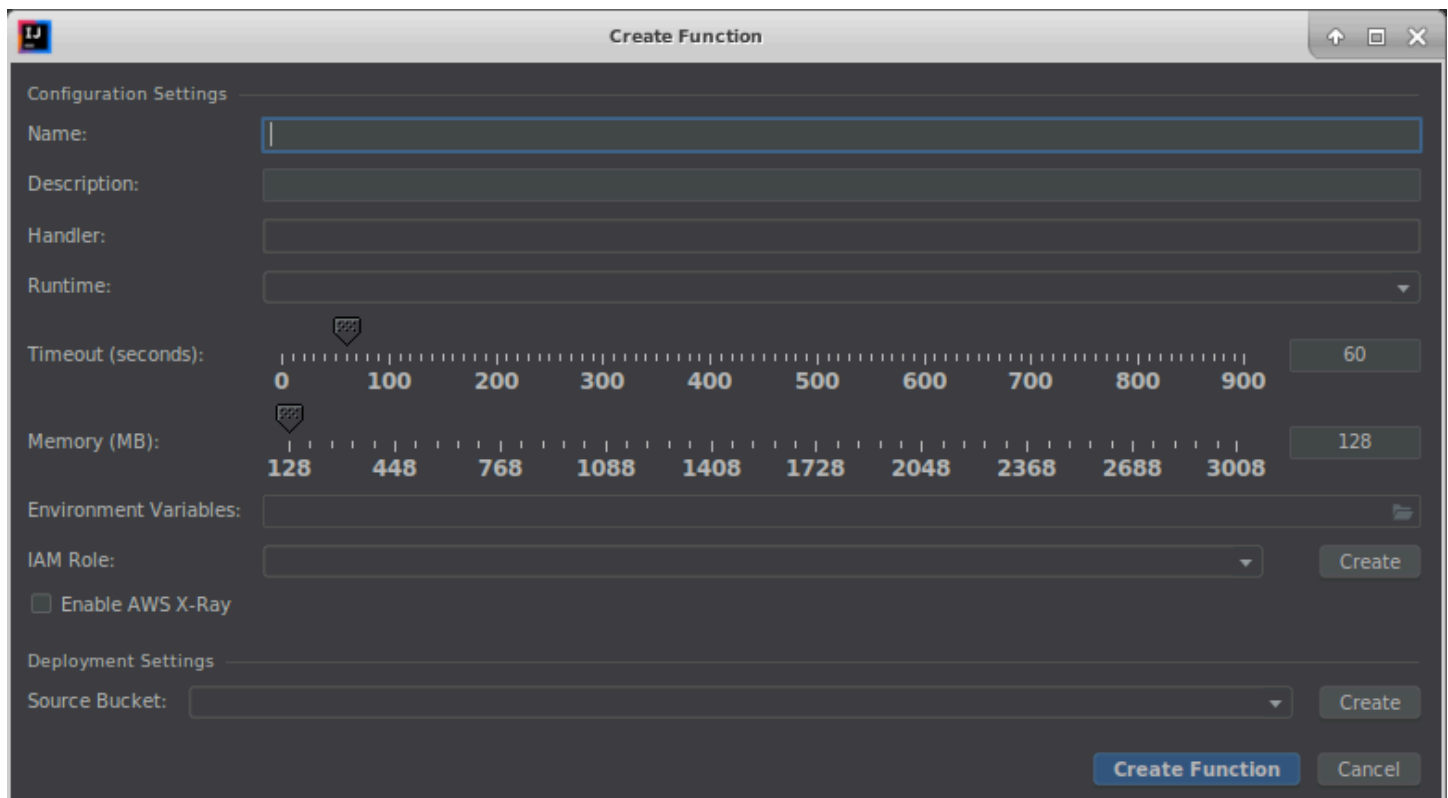 IJ
Create Function
Configuration Settings
Name:
Description:
Handler:
Runtime:
Timeout (seconds):
60
0 100 200 300 400 500 600 700 800 900
Memory (MB):
128
128 448 768 1088 1408 1728 2048 2368 2688 3008
Environment Variables:
IAM Role:
Create
Enable AWS X-Ray
Deployment Settings
Source Bucket:
Create
Create Function
Cancel